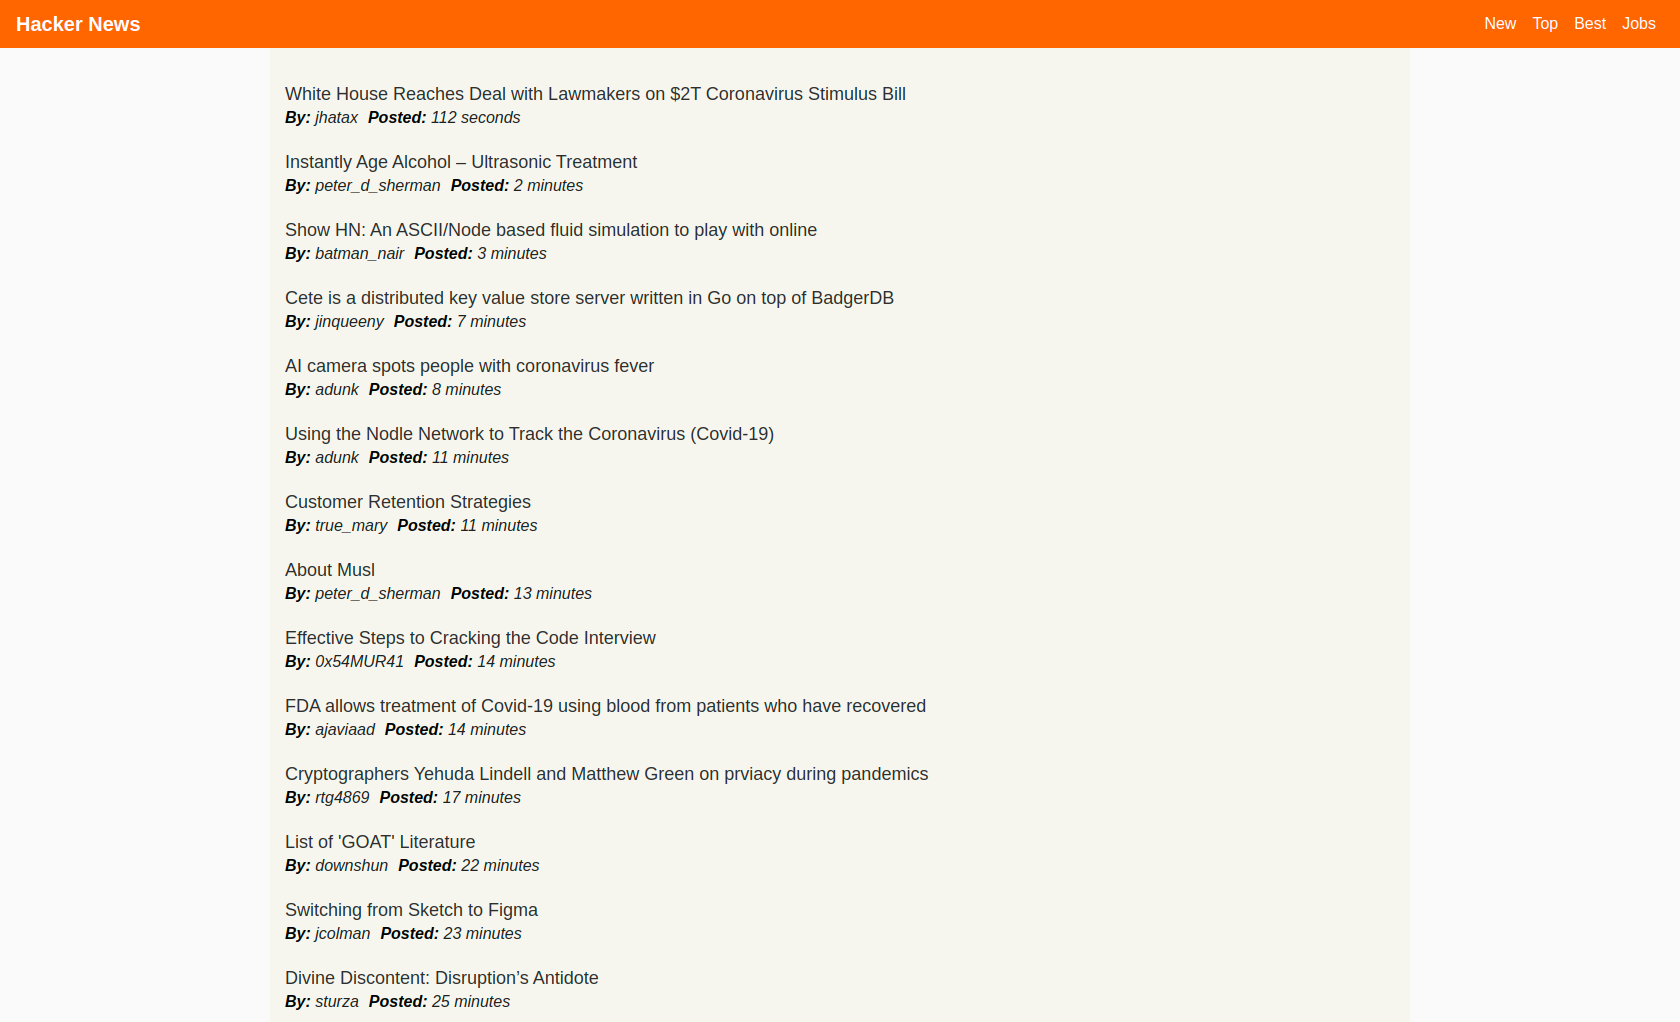 Hacker News
New Top Best Jobs
White House Reaches Deal with Lawmakers on $2T Coronavirus Stimulus Bill
By: jhatax Posted: 112 seconds
Instantly Age Alcohol – Ultrasonic Treatment
By: peter_d_sherman Posted: 2 minutes
Show HN: An ASCII/Node based fluid simulation to play with online
By: batman_nair Posted: 3 minutes
Cete is a distributed key value store server written in Go on top of BadgerDB
By: jinqueeny Posted: 7 minutes
AI camera spots people with coronavirus fever
By: adunk Posted: 8 minutes
Using the Nodle Network to Track the Coronavirus (Covid-19)
By: adunk Posted: 11 minutes
Customer Retention Strategies
By: true_mary Posted: 11 minutes
About Musl
By: peter_d_sherman Posted: 13 minutes
Effective Steps to Cracking the Code Interview
By: 0x54MUR41 Posted: 14 minutes
FDA allows treatment of Covid-19 using blood from patients who have recovered
By: ajaviaad Posted: 14 minutes
Cryptographers Yehuda Lindell and Matthew Green on prviacy during pandemics
By: rtg4869 Posted: 17 minutes
List of 'GOAT' Literature
By: downshun Posted: 22 minutes
Switching from Sketch to Figma
By: jcolman Posted: 23 minutes
Divine Discontent: Disruption’s Antidote
By: sturza Posted: 25 minutes